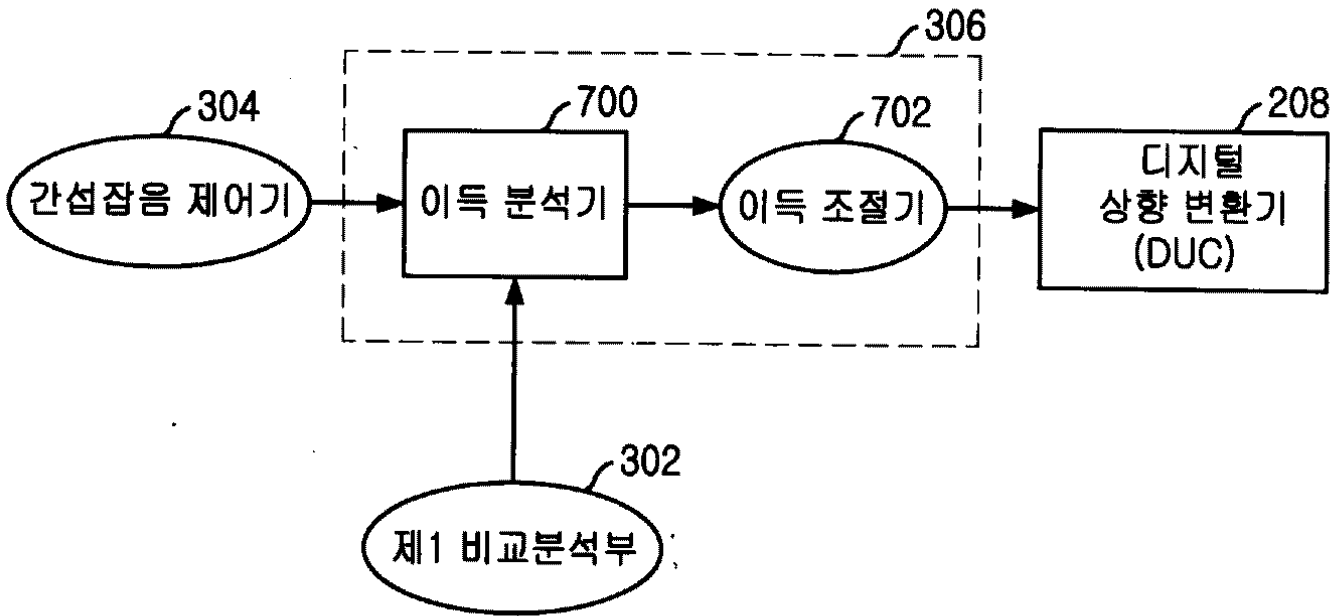 306
304
700
702
208
간섭잡음 제어기
이득 분석기
이득 조절기
디지털
상향 변환기
(DUC)
302
제1 비교분석부